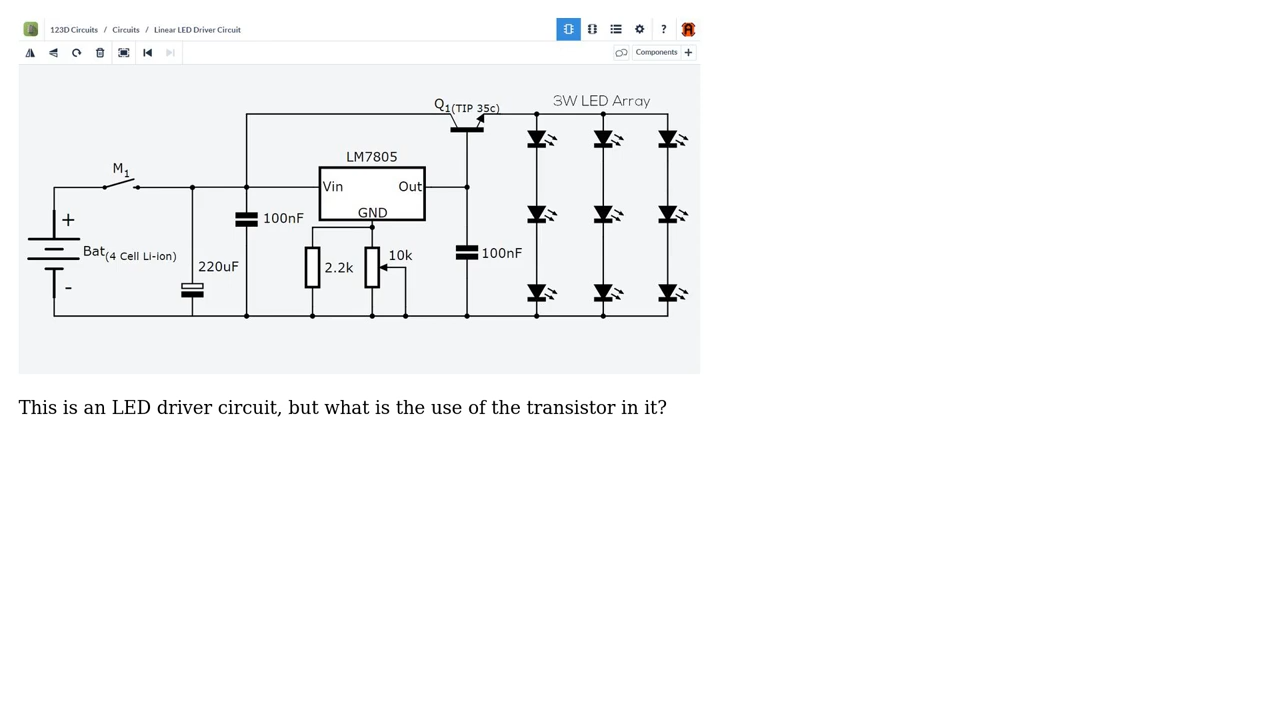 123D Circuits / Circuits / Linear LED Driver Circuit
?
Components +
Q1(TIP 35c)
3W LED Array
LM7805
M1
Vin
Out
GND
100nF
+
Bat(4 Cell Li-ion)
-
220uF
2.2k
10k
100nF
This is an LED driver circuit, but what is the use of the transistor in it?